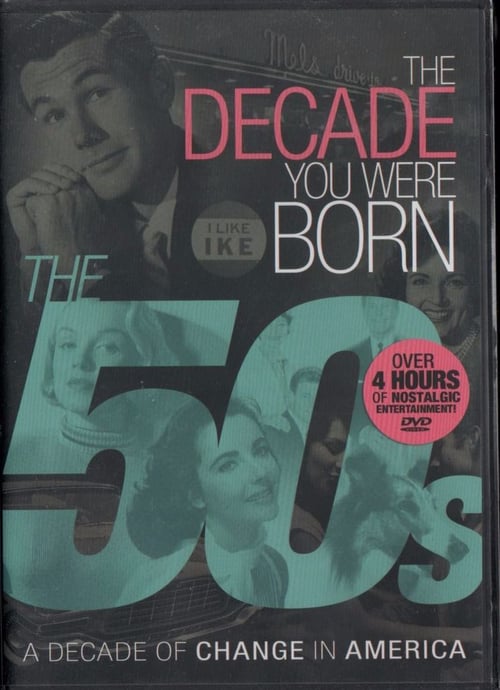 Mels drive-in
THE
DECADE
YOU WERE
BORN
I LIKE
IKE
THE
50s
OVER
4 HOURS
OF NOSTALGIC
ENTERTAINMENT!
DVD
VIDEO
A DECADE OF CHANGE IN AMERICA